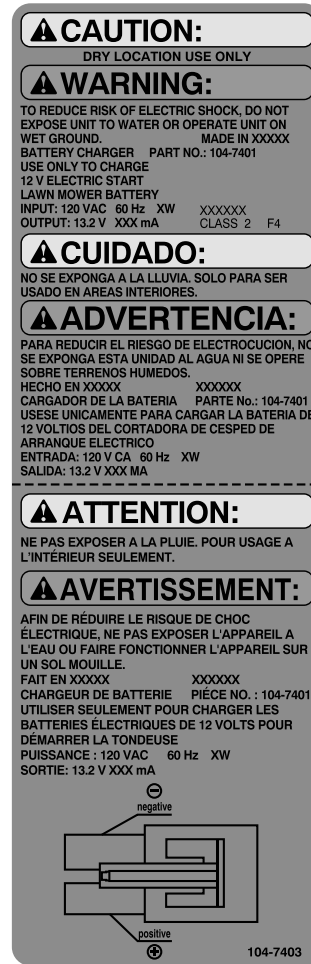 CAUTION:
DRY LOCATION USE ONLY
WARNING:
TO REDUCE RISK OF ELECTRIC SHOCK, DO NOT
EXPOSE UNIT TO WATER OR OPERATE UNIT ON
WET GROUND. MADE IN XXXXX
BATTERY CHARGER PART NO.: 104-7401
USE ONLY TO CHARGE
12 V ELECTRIC START
LAWN MOWER BATTERY
INPUT: 120 VAC 60 Hz XW XXXXXX
OUTPUT: 13.2 V XXX mA CLASS 2 F4
CUIDADO:
NO SE EXPONGA A LA LLUVIA. SOLO PARA SER
USADO EN AREAS INTERIORES.
ADVERTENCIA:
PARA REDUCIR EL RIESGO DE ELECTROCUCION, NO
SE EXPONGA ESTA UNIDAD AL AGUA NI SE OPERE
SOBRE TERRENOS HUMEDOS.
HECHO EN XXXXX XXXXXX
CARGADOR DE LA BATERIA PARTE No.: 104-7401
USESE UNICAMENTE PARA CARGAR LA BATERIA DE
12 VOLTIOS DEL CORTADORA DE CESPED DE
ARRANQUE ELECTRICO
ENTRADA: 120 V CA 60 Hz XW
SALIDA: 13.2 V XXX MA
ATTENTION:
NE PAS EXPOSER A LA PLUIE. POUR USAGE A
L'INTÉRIEUR SEULEMENT.
AVERTISSEMENT:
AFIN DE RÉDUIRE LE RISQUE DE CHOC
ÉLECTRIQUE, NE PAS EXPOSER L'APPAREIL A
L'EAU OU FAIRE FONCTIONNER L'APPAREIL SUR
UN SOL MOUILLE.
FAIT EN XXXXX XXXXXX
CHARGEUR DE BATTERIE PIÉCE NO. : 104-7401
UTILISER SEULEMENT POUR CHARGER LES
BATTERIES ÉLECTRIQUES DE 12 VOLTS POUR
DÉMARRER LA TONDEUSE
PUISSANCE : 120 VAC 60 Hz XW
SORTIE: 13.2 V XXX mA
negative
positive
104-7403